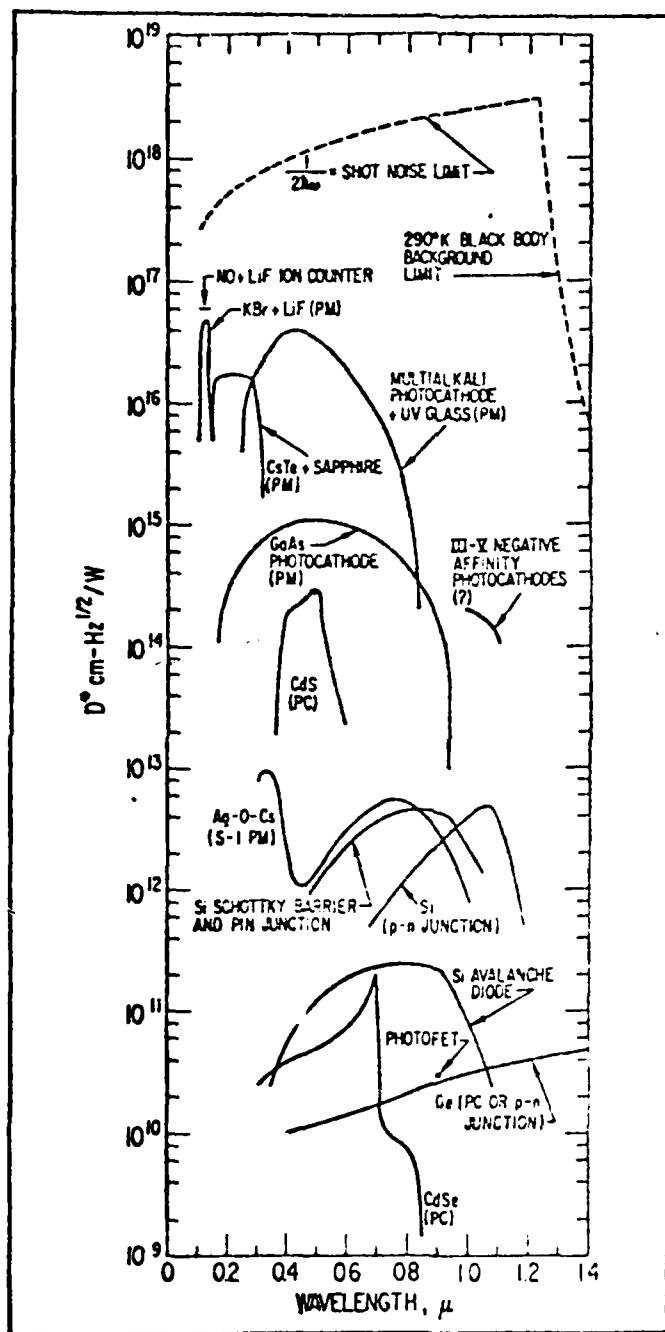 10^19
10^18
10^17
10^16
10^15
10^14
10^13
10^12
10^11
10^10
10^9
D* cm-Hz^1/2/W
= SHOT NOISE LIMIT
290°K BLACK BODY
BACKGROUND
LIMIT
NO + LiF ION COUNTER
KBr + LiF (PM)
MULTIALKALI
PHOTOCATHODE
+ UV GLASS (PM)
CsTe + SAPPHIRE
(PM)
GaAs
PHOTOCATHODE
(PM)
III-V NEGATIVE
AFFINITY
PHOTOCATHODES
(?)
CdS
(PC)
Ag-O-Cs
(S-1 PM)
Si SCHOTTKY BARRIER
AND PIN JUNCTION
Si
(p-n JUNCTION)
Si AVALANCHE
DIODE
PHOTOFET
Ge (PC OR p-n
JUNCTION)
CdSe
(PC)
0 0.2 0.4 0.6 0.8 1.0 1.2 1.4
WAVELENGTH, μ